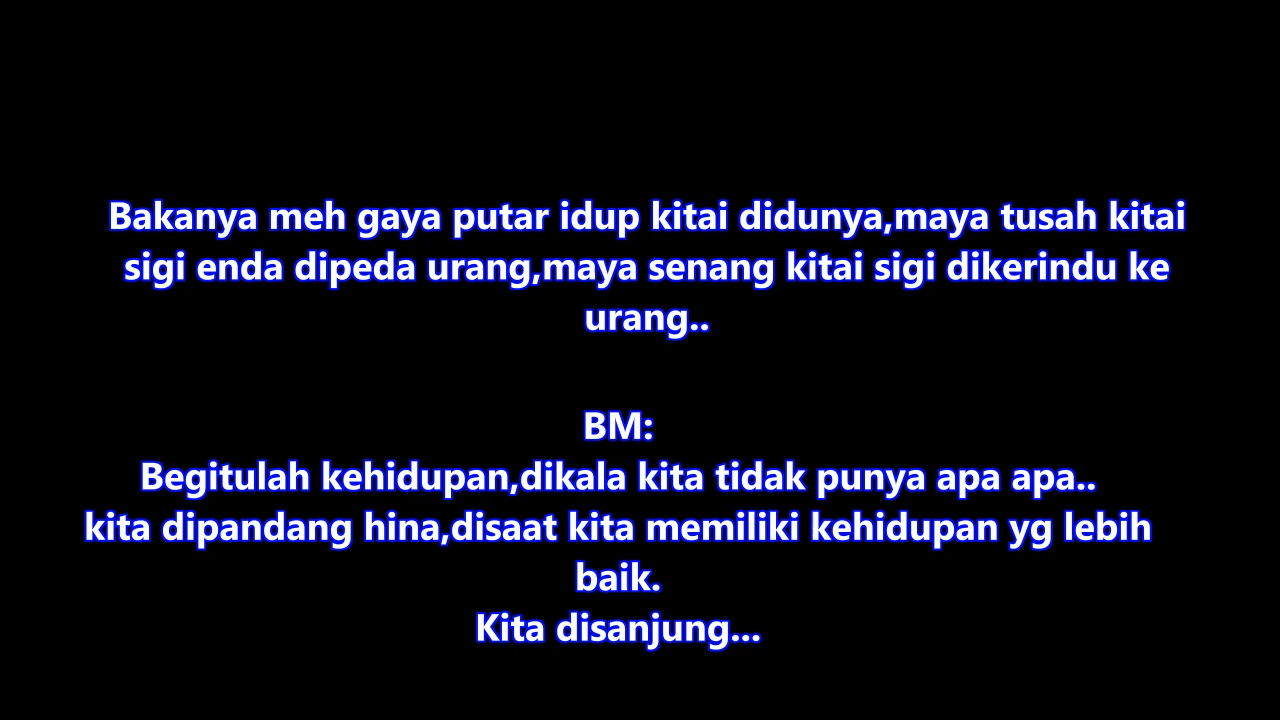 Bakanya meh gaya putar idup kitai didunya,maya tusah kitai
sigi enda dipeda urang,maya senang kitai sigi dikerindu ke
urang..
BM:
Begitulah kehidupan,dikala kita tidak punya apa apa..
kita dipandang hina,disaat kita memiliki kehidupan yg lebih
baik.
Kita disanjung...